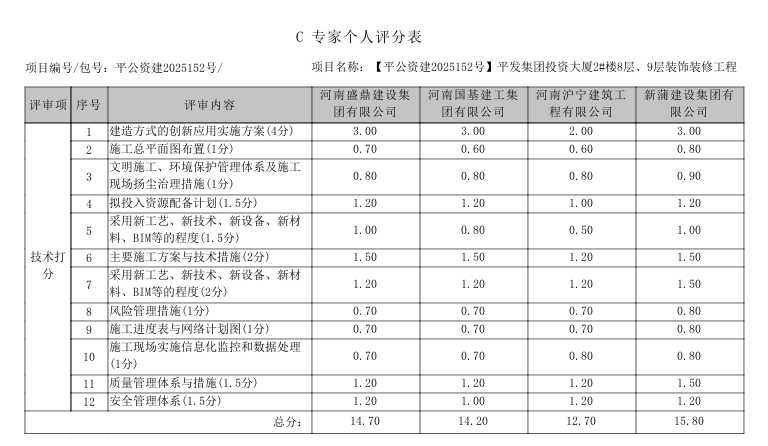 C 专家个人评分表
项目编号/包号: 平公资建2025152号/ 项目名称: 【平公资建2025152号】平发集团投资大厦2#楼8层、9层装饰装修工程
评审项 序号 评审内容 河南盛鼎建设集团有限公司 河南国基建工集团有限公司 河南沪宁建筑工程有限公司 新蒲建设集团有限公司
技术打分
1 建造方式的创新应用实施方案(4分) 3.00 3.00 2.00 3.00
2 施工总平面图布置(1分) 0.70 0.60 0.60 0.80
3 文明施工、环境保护管理体系及施工现场扬尘治理措施(1分) 0.80 0.80 0.80 0.90
4 拟投入资源配备计划(1.5分) 1.20 1.20 1.00 1.20
5 采用新工艺、新技术、新设备、新材料、BIM等的程度(1.5分) 1.00 0.80 0.50 1.00
6 主要施工方案与技术措施(2分) 1.50 1.50 1.20 1.50
7 采用新工艺、新技术、新设备、新材料、BIM等的程度(2分) 1.20 1.20 1.20 1.50
8 风险管理措施(1分) 0.70 0.70 0.70 0.80
9 施工进度表与网络计划图(1分) 0.70 0.70 0.70 0.80
10 施工现场实施信息化监控和数据处理(1分) 0.70 0.70 0.80 0.80
11 质量管理体系与措施(1.5分) 1.20 1.20 1.20 1.50
12 安全管理体系(1.5分) 1.20 1.00 1.20 1.20
总分: 14.70 14.20 12.70 15.80